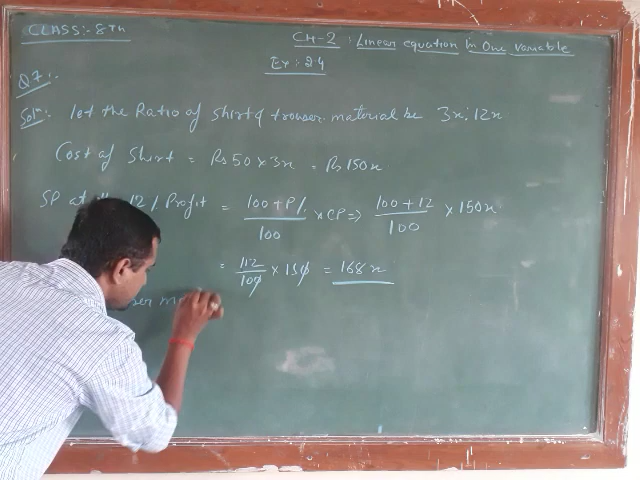 CLASS:- 8Th
CH-2 : Linear equation In One variable
Ex:- 2.4
Q7:-
Soln:- let the Ratio of shirt & trouser material be 3x:12x
Cost of Shirt = Rs 50 × 3x = Rs 150x
SP at 12% Profit = 100+P%/100 × CP => 100+12/100 × 150x
= 112/100 × 150 = 168x